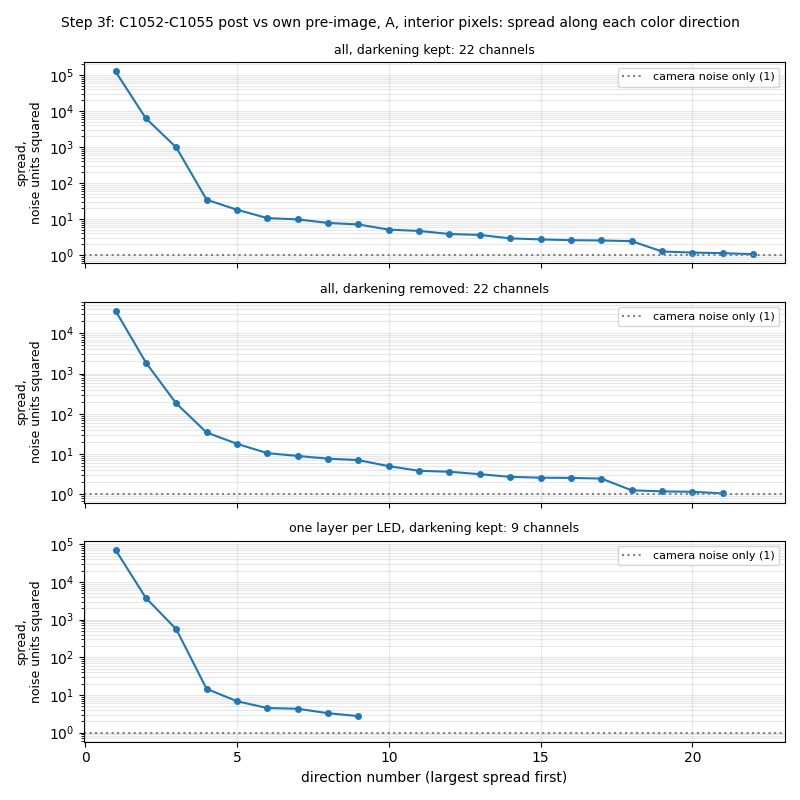 Step 3f: C1052-C1055 post vs own pre-image, A, interior pixels: spread along each color direction
all, darkening kept: 22 channels
spread,
noise units squared
10^5
10^4
10^3
10^2
10^1
10^0
camera noise only (1)
all, darkening removed: 22 channels
spread,
noise units squared
10^4
10^3
10^2
10^1
10^0
camera noise only (1)
one layer per LED, darkening kept: 9 channels
spread,
noise units squared
10^5
10^4
10^3
10^2
10^1
10^0
camera noise only (1)
0 5 10 15 20
direction number (largest spread first)